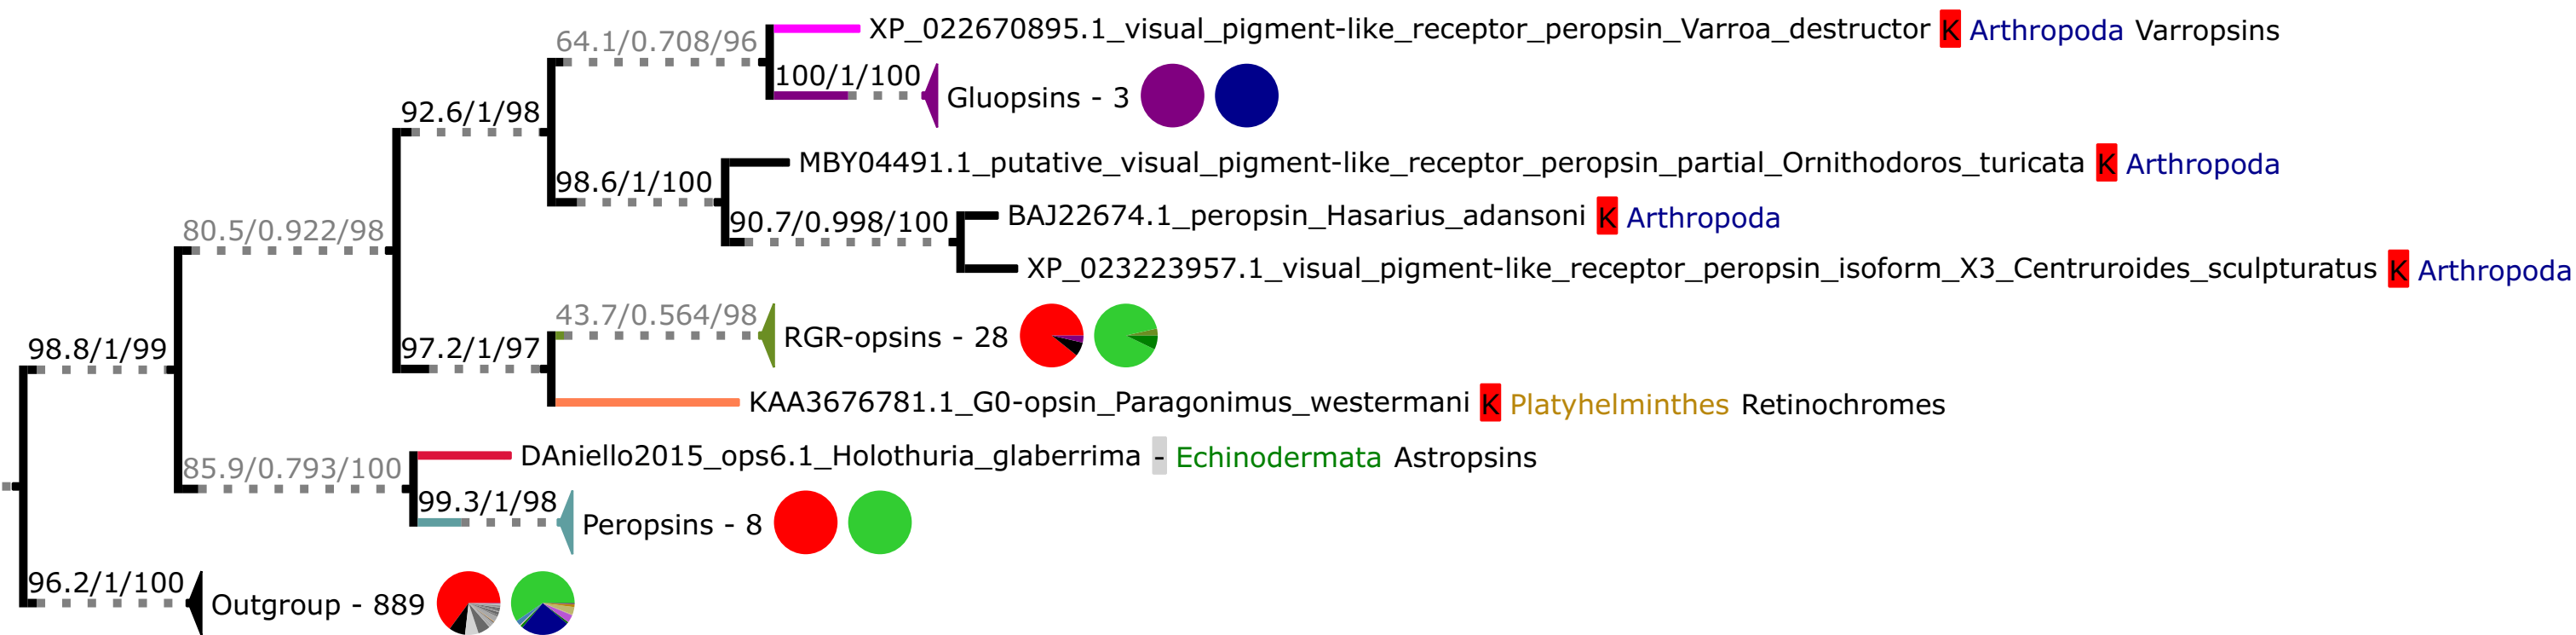 64.1/0.708/96
XP_022670895.1_visual_pigment-like_receptor_peropsin_Varroa_destructor K Arthropoda Varropsins
100/1/100
Gluopsins - 3
92.6/1/98
98.6/1/100
MBY04491.1_putative_visual_pigment-like_receptor_peropsin_partial_Ornithodoros_turicata K Arthropoda
90.7/0.998/100
BAJ22674.1_peropsin_Hasarius_adansoni K Arthropoda
XP_023223957.1_visual_pigment-like_receptor_peropsin_isoform_X3_Centruroides_sculpturatus K Arthropoda
80.5/0.922/98
43.7/0.564/98
RGR-opsins - 28
97.2/1/97
KAA3676781.1_G0-opsin_Paragonimus_westermani K Platyhelminthes Retinochromes
98.8/1/99
85.9/0.793/100
DAniello2015_ops6.1_Holothuria_glaberrima - Echinodermata Astropsins
99.3/1/98
Peropsins - 8
96.2/1/100
Outgroup - 889